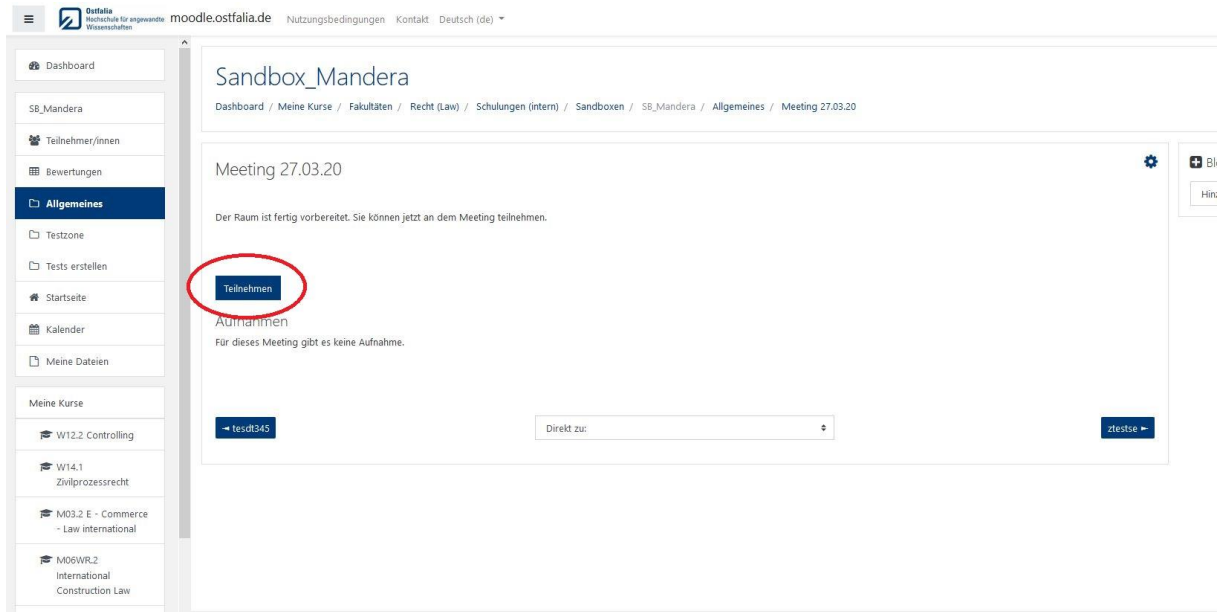 Ostfalia
Hochschule für angewandte
Wissenschaften
moodle.ostfalia.de Nutzungsbedingungen Kontakt Deutsch (de)
Dashboard
SB_Mandera
Teilnehmer/innen
Bewertungen
Allgemeines
Testzone
Tests erstellen
Startseite
Kalender
Meine Dateien
Meine Kurse
W12.2 Controlling
W14.1
Zivilprozessrecht
M03.2 E - Commerce
- Law international
M06WR.2
International
Construction Law
Sandbox_Mandera
Dashboard / Meine Kurse / Fakultäten / Recht (Law) / Schulungen (intern) / Sandboxen / SB_Mandera / Allgemeines / Meeting 27.03.20
Meeting 27.03.20
Der Raum ist fertig vorbereitet. Sie können jetzt an dem Meeting teilnehmen.
Teilnehmen
Aufnahmen
Für dieses Meeting gibt es keine Aufnahme.
◄ tesdt345
Direkt zu:
ztestse ►